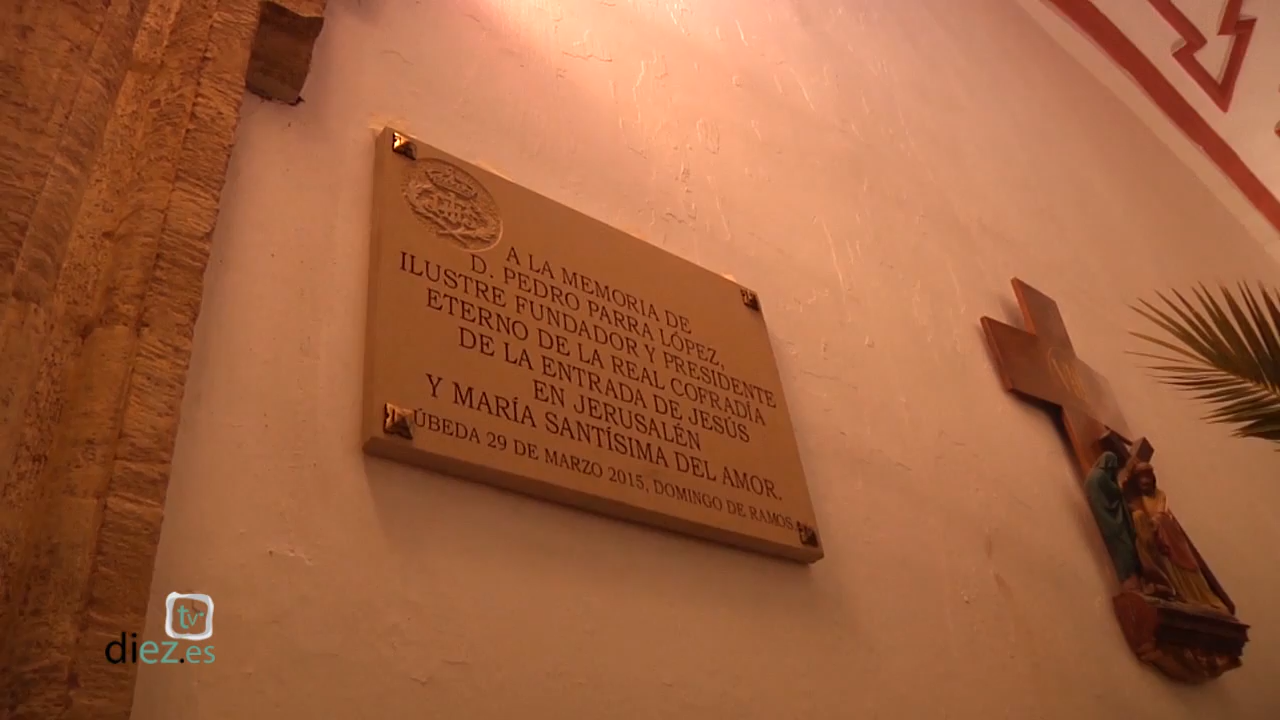 A LA MEMORÍA DE
D. PEDRO PARRA LÓPEZ,
ILUSTRE FUNDADOR Y PRESIDENTE
ETERNO DE LA REAL COFRADÍA
DE LA ENTRADA DE JESÚS
EN JERUSALÉN
Y MARÍA SANTÍSIMA DEL AMOR.
ÚBEDA 29 DE MARZO 2015, DOMINGO DE RAMOS.
tv
diez.es